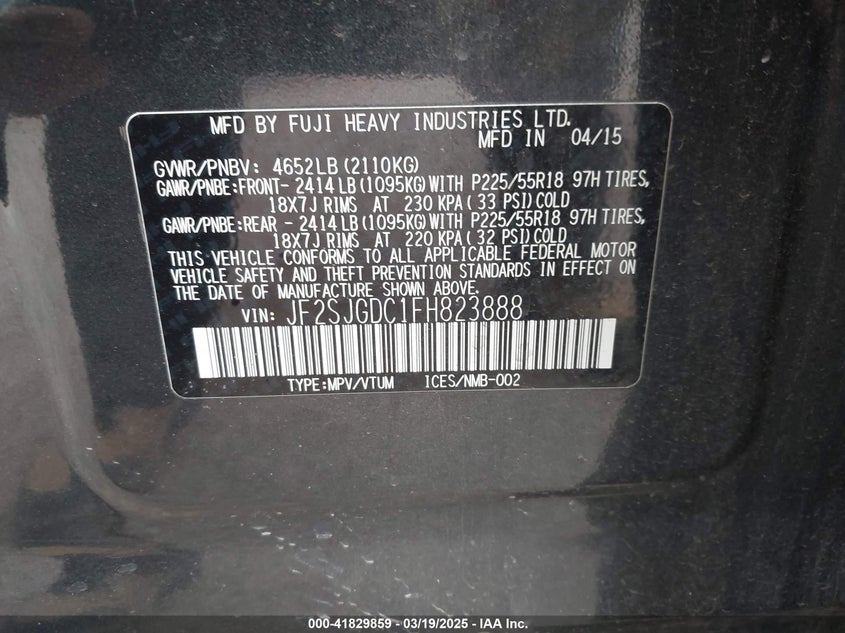 MFD BY FUJI HEAVY INDUSTRIES LTD.
MFD IN 04/15
GVWR/PNBV: 4652LB (2110KG)
GAWR/PNBE:FRONT- 2414LB (1095KG) WITH P225/55R18 97H TIRES,
18X7J RIMS AT 230 KPA ( 33 PSI) COLD
GAWR/PNBE:REAR - 2414LB (1095KG) WITH P225/55R18 97H TIRES,
18X7J RIMS AT 220 KPA ( 32 PSI) COLD
THIS VEHICLE CONFORMS TO ALL APPLICABLE FEDERAL MOTOR
VEHICLE SAFETY AND THEFT PREVENTION STANDARDS IN EFFECT ON
THE DATE OF MANUFACTURE SHOWN ABOVE.
VIN: JF2SJGDC1FH823888
TYPE:MPV/VTUM ICES/NMB-002
000-41829859 - 03/19/2025 - IAA Inc.